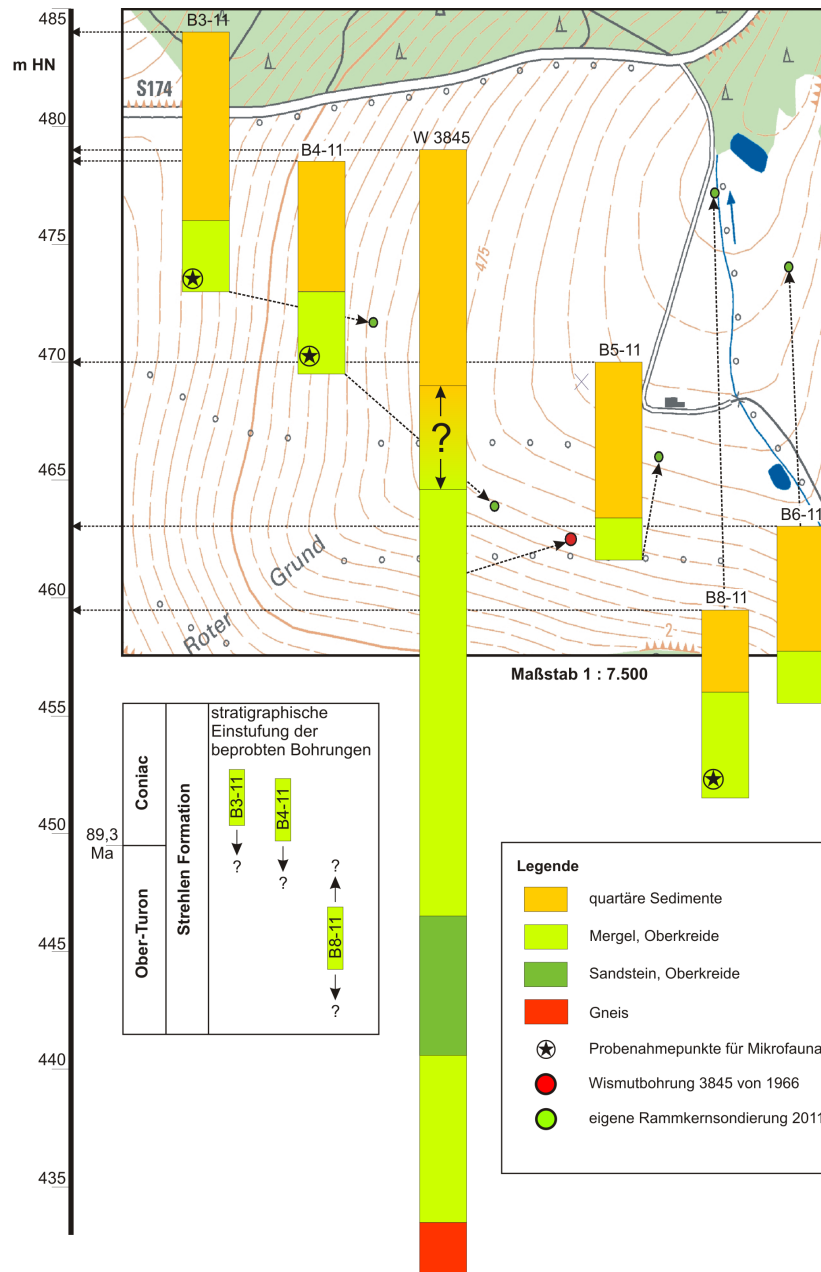 485
m HN
480
475
470
465
460
455
450
445
440
435
B3-11
B4-11
W 3845
B5-11
B6-11
B8-11
S174
475
?
Roter Grund
2
Maßstab 1 : 7.500
stratigraphische
Einstufung der
beprobten Bohrungen
Coniac
Ober-Turon
Strehlen Formation
89,3
Ma
B3-11
?
B4-11
?
?
B8-11
?
Legende
quartäre Sedimente
Mergel, Oberkreide
Sandstein, Oberkreide
Gneis
Probenahmepunkte für Mikrofauna
Wismutbohrung 3845 von 1966
eigene Rammkernsondierung 2011